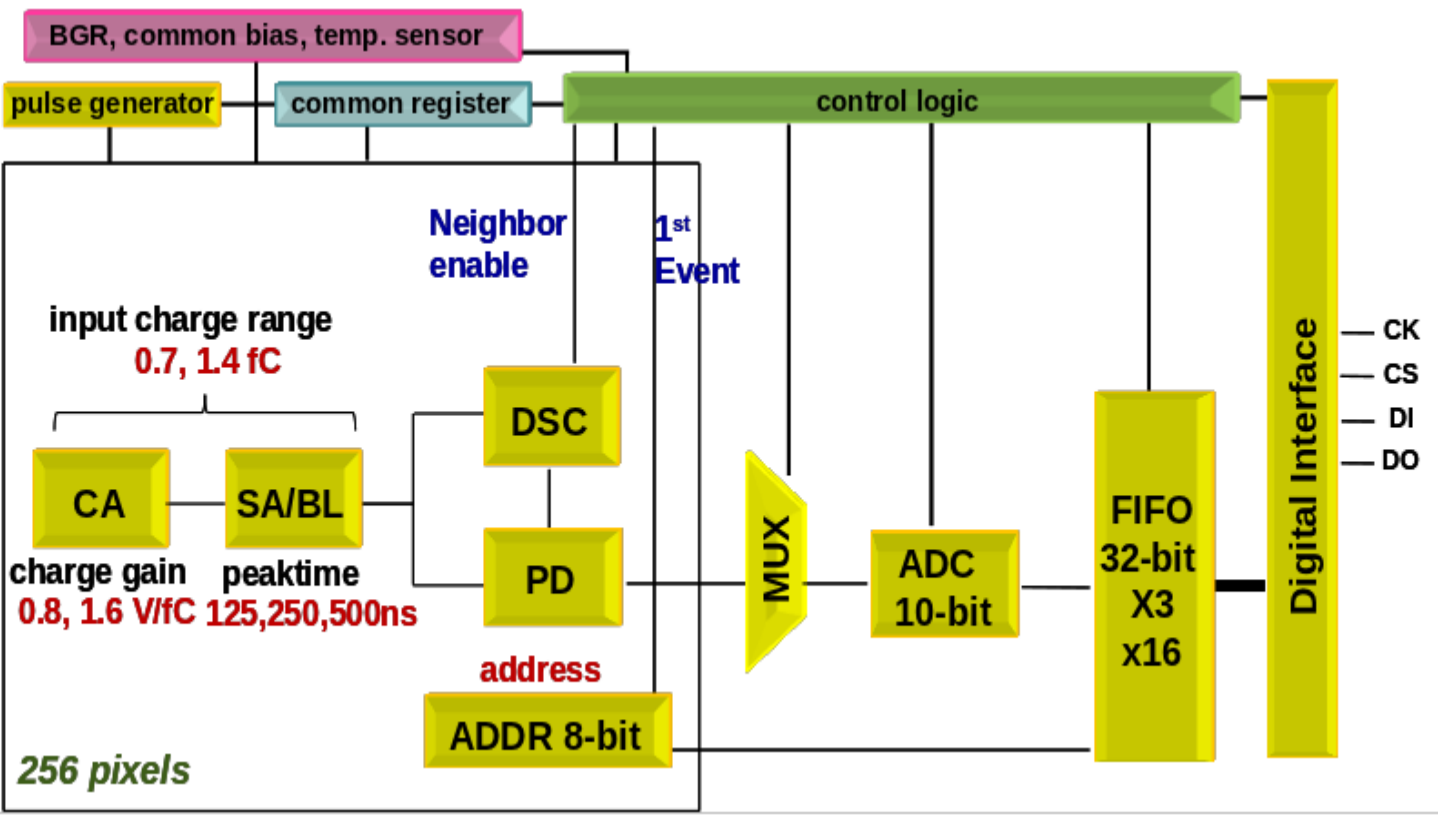 BGR, common bias, temp. sensor
pulse generator
common register
control logic
Neighbor
enable
1st
Event
input charge range
0.7, 1.4 fC
CA
SA/BL
DSC
PD
charge gain
0.8, 1.6 V/fC
peaktime
125,250,500ns
address
ADDR 8-bit
256 pixels
MUX
ADC
10-bit
FIFO
32-bit
X3
x16
Digital Interface
CK
CS
DI
DO